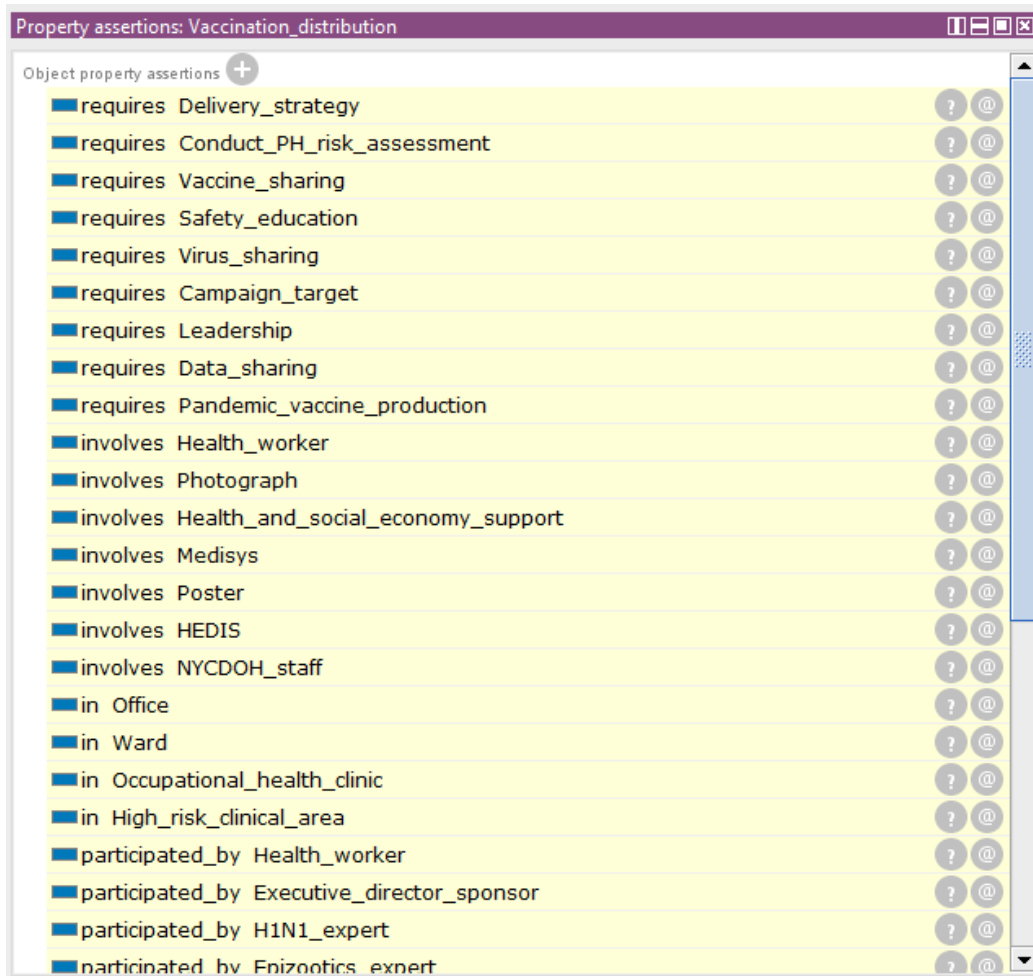 Property assertions: Vaccination_distribution
Object property assertions
requires Delivery_strategy
requires Conduct_PH_risk_assessment
requires Vaccine_sharing
requires Safety_education
requires Virus_sharing
requires Campaign_target
requires Leadership
requires Data_sharing
requires Pandemic_vaccine_production
involves Health_worker
involves Photograph
involves Health_and_social_economy_support
involves Medisys
involves Poster
involves HEDIS
involves NYCDOH_staff
in Office
in Ward
in Occupational_health_clinic
in High_risk_clinical_area
participated_by Health_worker
participated_by Executive_director_sponsor
participated_by H1N1_expert
participated_by Epizootics_expert